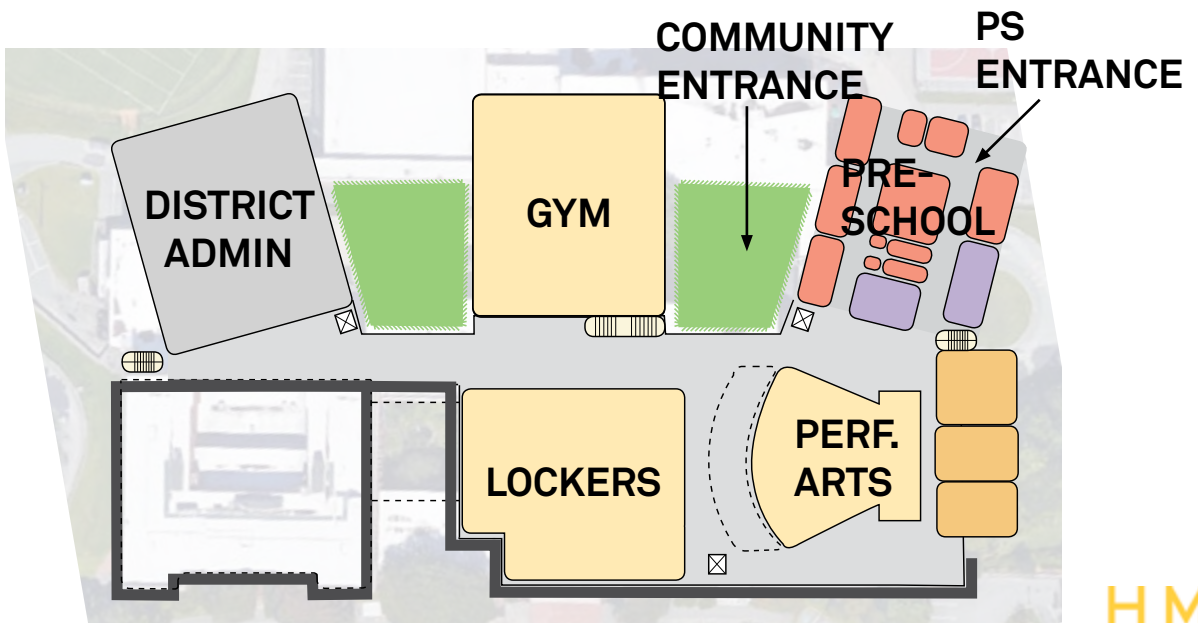 COMMUNITY
ENTRANCE
PS
ENTRANCE
DISTRICT
ADMIN
GYM
PRE-
SCHOOL
LOCKERS
PERF.
ARTS
H M